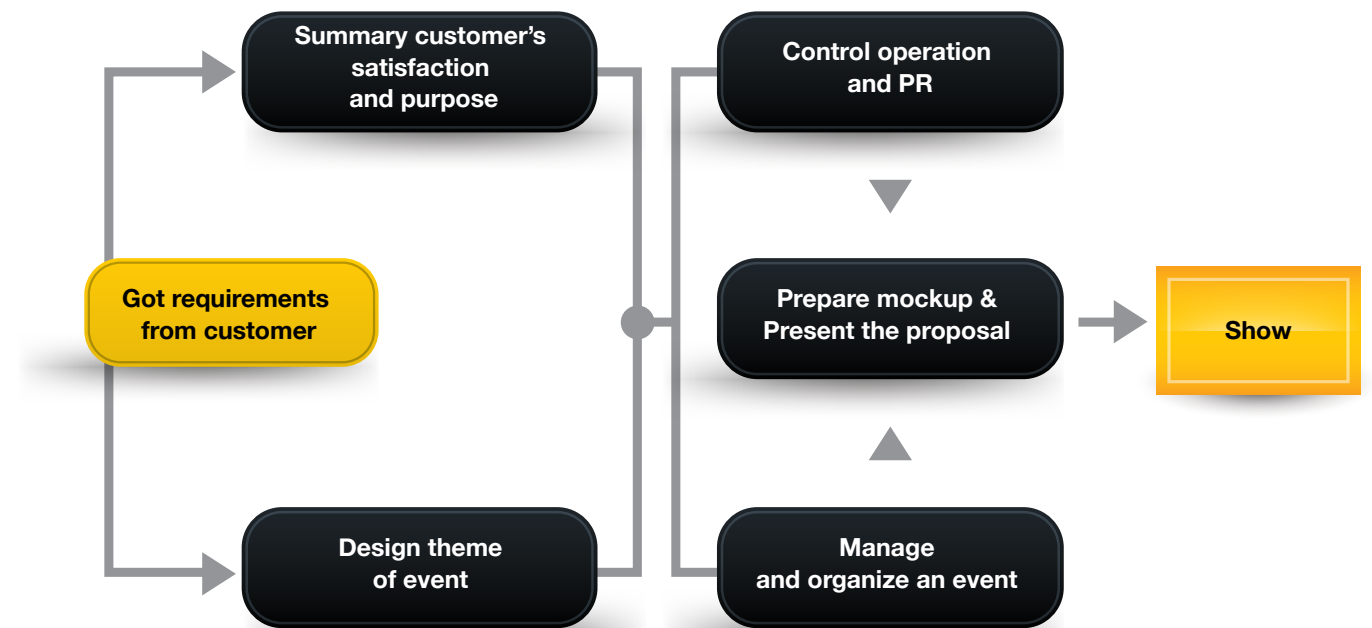 Summary customer’s
satisfaction
and purpose
Control operation
and PR
Got requirements
from customer
Prepare mockup &
Present the proposal
Show
Design theme
of event
Manage
and organize an event